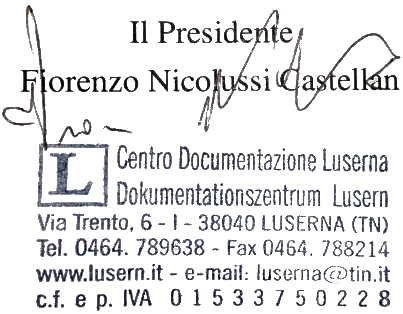 Il Presidente
Fiorenzo Nicolussi Castellan
L Centro Documentazione Luserna
Dokumentationszentrum Lusern
Via Trento, 6 - I - 38040 LUSERNA (TN)
Tel. 0464. 789638 - Fax 0464. 788214
www.lusern.it - e-mail: luserna@tin.it
c.f. e p. IVA 01533750228